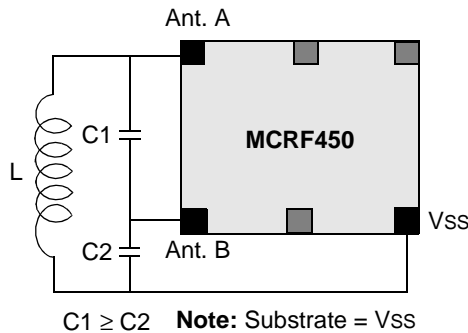 Ant. A
C1
MCRF450
L
VSS
C2
Ant. B
C1 ≥ C2 Note: Substrate = VSS